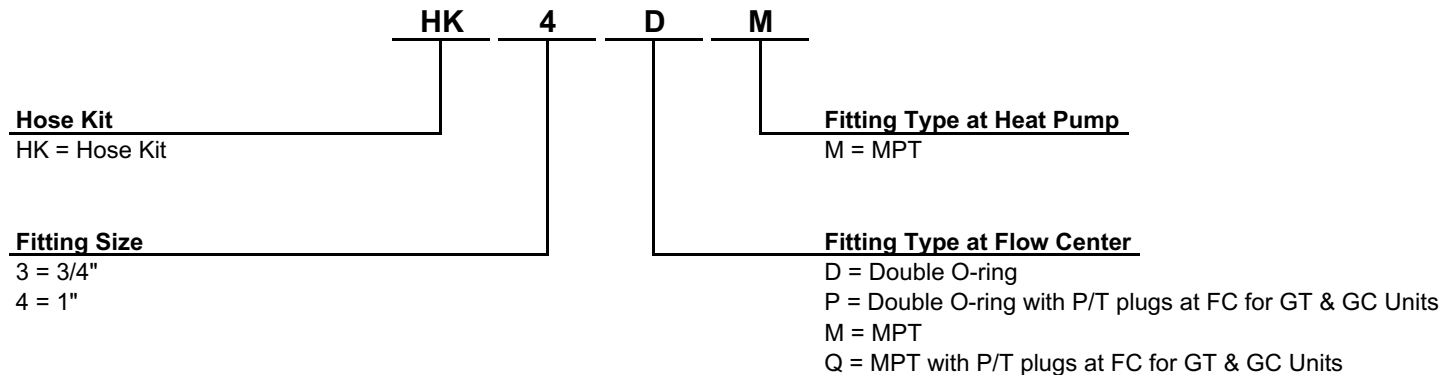 HK 4 D M
Hose Kit
HK = Hose Kit
Fitting Type at Heat Pump
M = MPT
Fitting Size
3 = 3/4"
4 = 1"
Fitting Type at Flow Center
D = Double O-ring
P = Double O-ring with P/T plugs at FC for GT & GC Units
M = MPT
Q = MPT with P/T plugs at FC for GT & GC Units